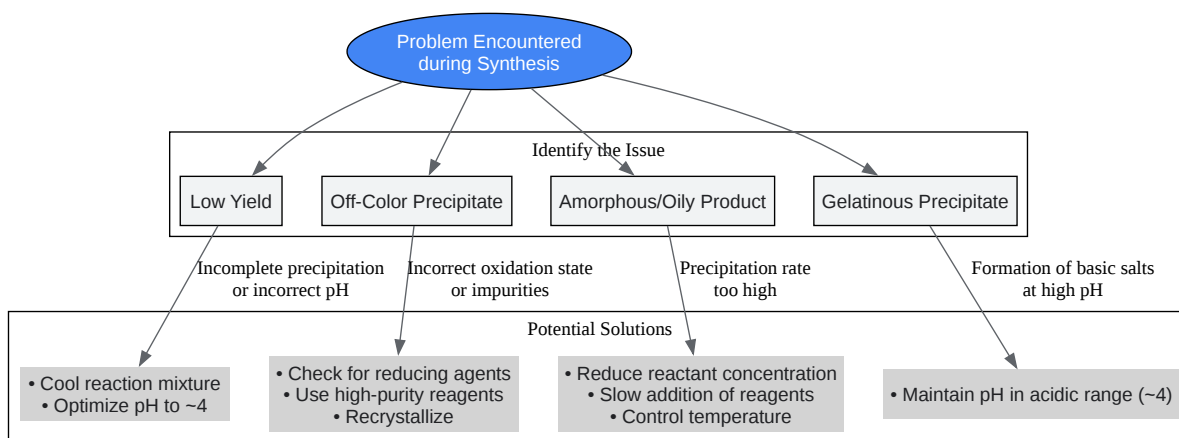 Problem Encountered
during Synthesis
Identify the Issue
Low Yield
Off-Color Precipitate
Amorphous/Oily Product
Gelatinous Precipitate
Incomplete precipitation
or incorrect pH
Incorrect oxidation state
or impurities
Precipitation rate
too high
Formation of basic salts
at high pH
Potential Solutions
• Cool reaction mixture
• Optimize pH to ~4
• Check for reducing agents
• Use high-purity reagents
• Recrystallize
• Reduce reactant concentration
• Slow addition of reagents
• Control temperature
• Maintain pH in acidic range (~4)